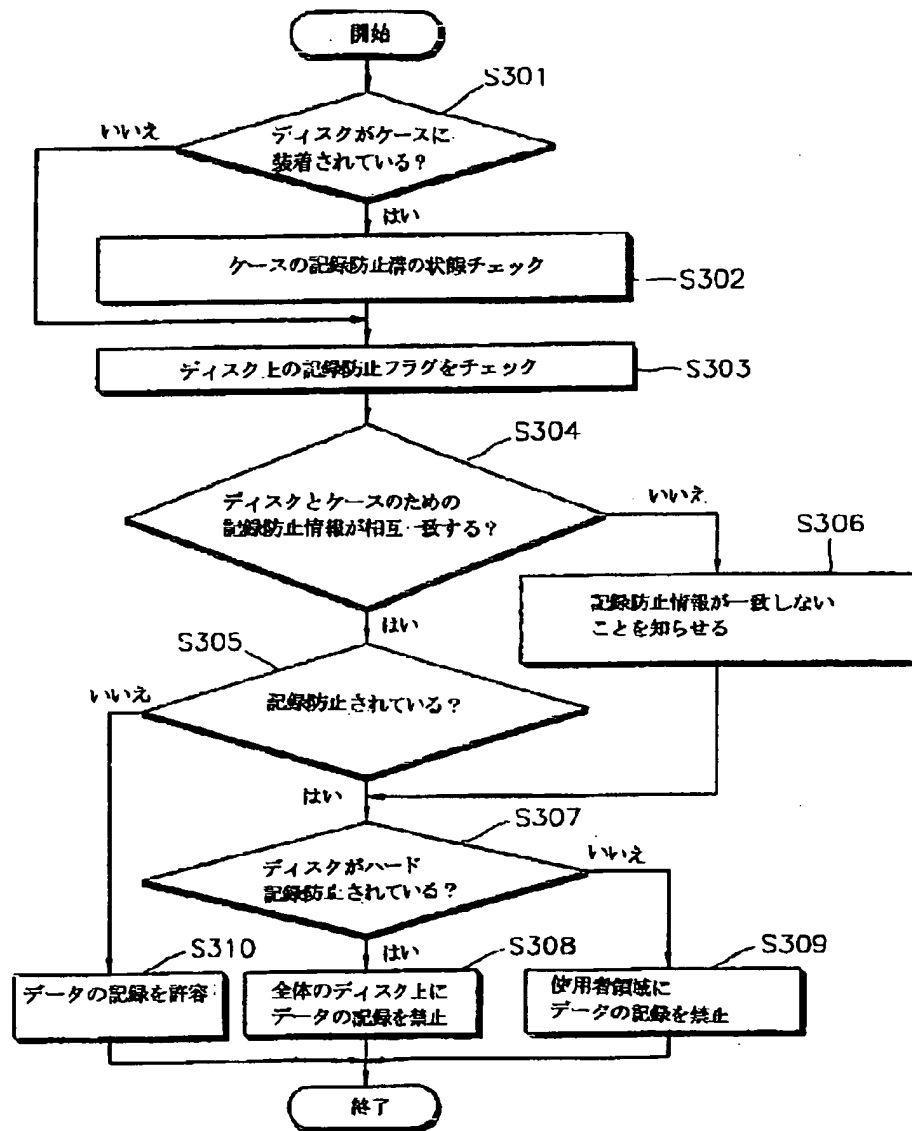 開始
S301
いいえ
ディスクがケースに
装着されている?
はい
ケースの記録防止溝の状態チェック
S302
ディスク上の記録防止フラグをチェック
S303
S304
ディスクとケースのための
記録防止情報が相互一致する?
いいえ
S306
記録防止情報が一致しない
ことを知らせる
はい
S305
いいえ
記録防止されている?
はい
S307
ディスクがハード
記録防止されている?
いいえ
はい
S310
データの記録を許容
S308
全体のディスク上に
データの記録を禁止
S309
使用者領域に
データの記録を禁止
終了